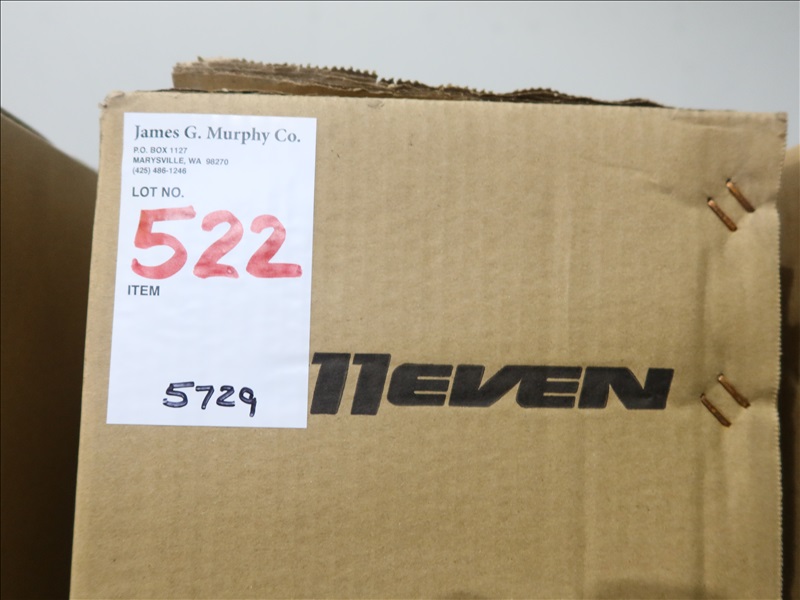 James G. Murphy Co.
P.O. BOX 1127
MARYSVILLE, WA 98270
(425) 486-1246
LOT NO.
522
ITEM
5729
11EVEN